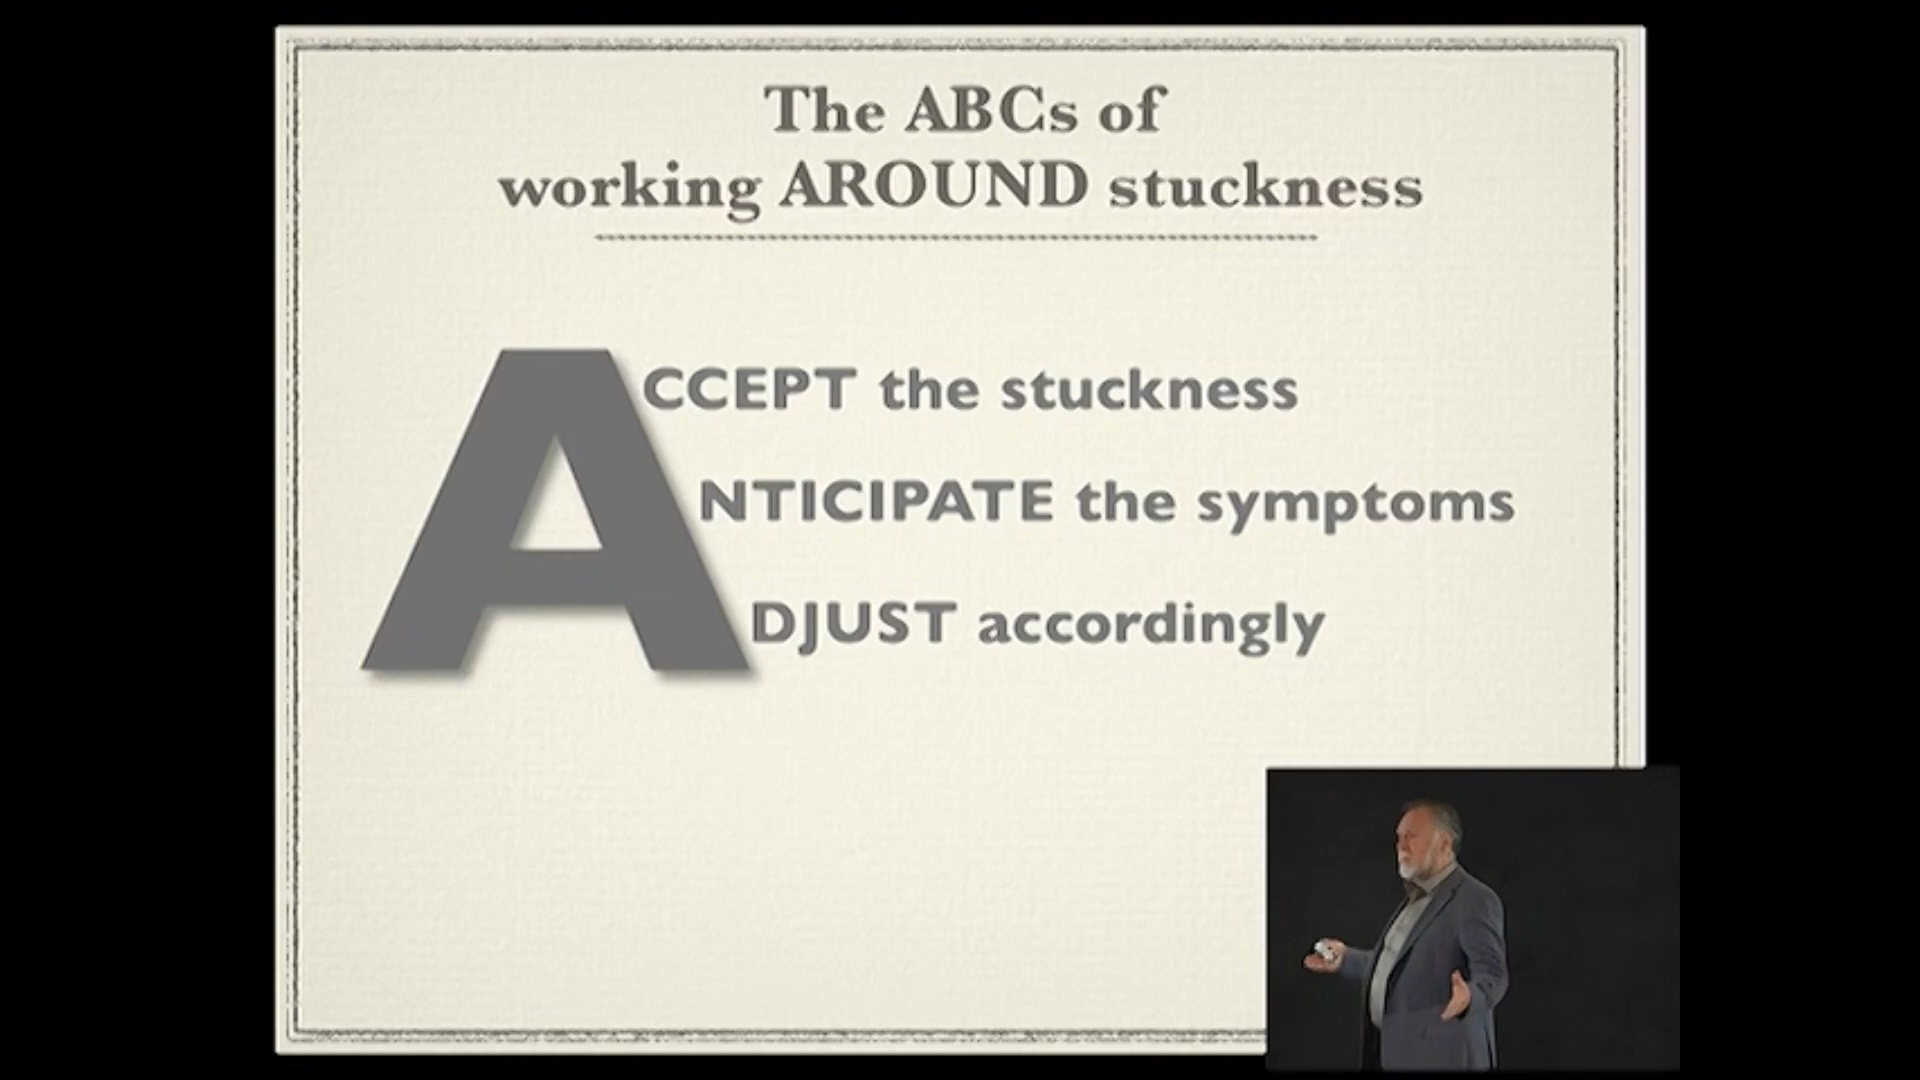 The ABCs of
working AROUND stuckness
ACCEPT the stuckness
ANTICIPATE the symptoms
ADJUST accordingly